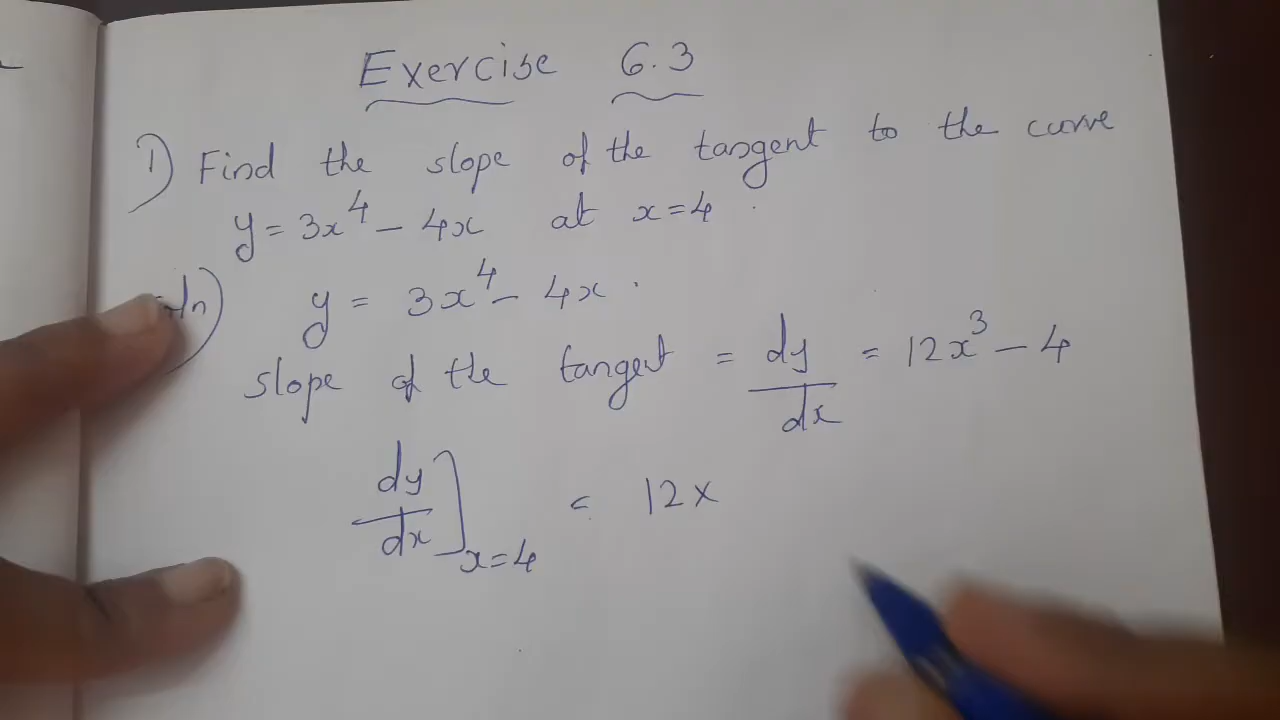 Exercise 6.3
1) Find the slope of the tangent to the curve
y = 3x⁴ - 4x at x=4.
y = 3x⁴ - 4x.
slope of the tangent = dy/dx = 12x³ - 4
dy/dx]x=4 = 12x